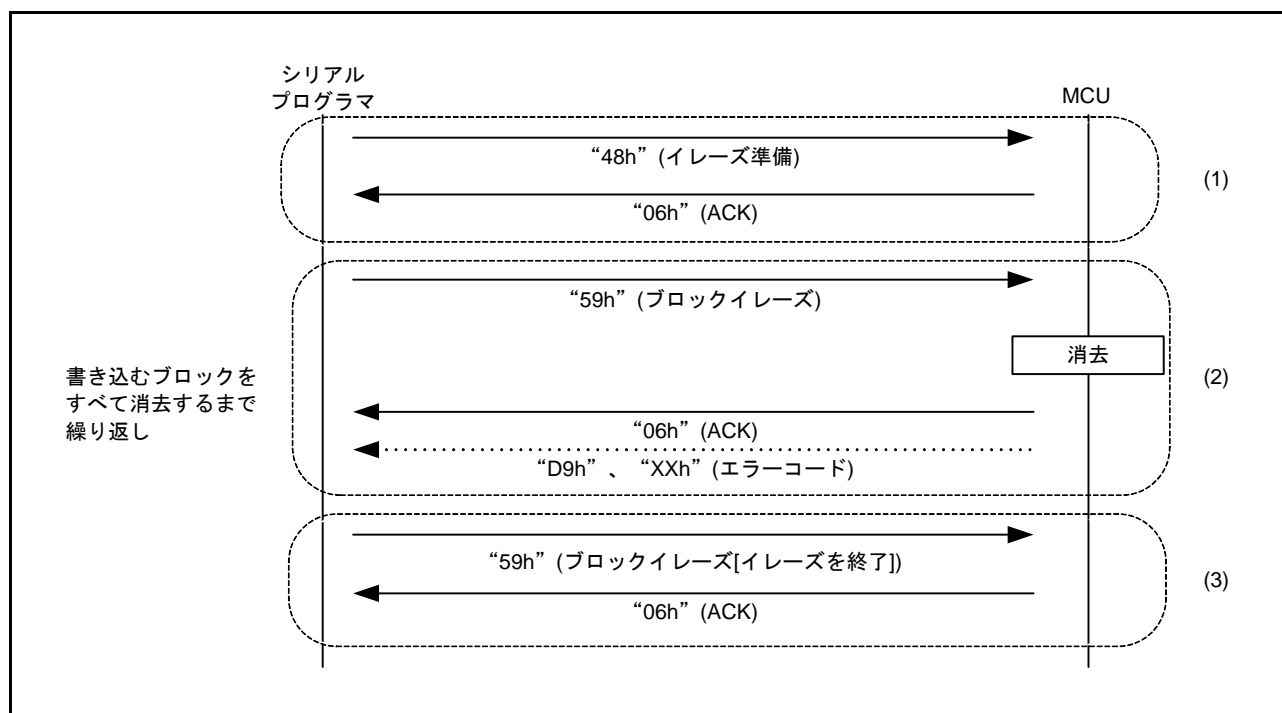 シリアル
プログラマ
MCU
“48h” (イレーズ準備)
“06h” (ACK)
(1)
“59h” (ブロックイレーズ)
消去
書き込むブロックを
すべて消去するまで
繰り返し
(2)
“06h” (ACK)
“D9h” 、 “XXh” (エラーコード)
“59h” (ブロックイレーズ[イレーズを終了])
“06h” (ACK)
(3)